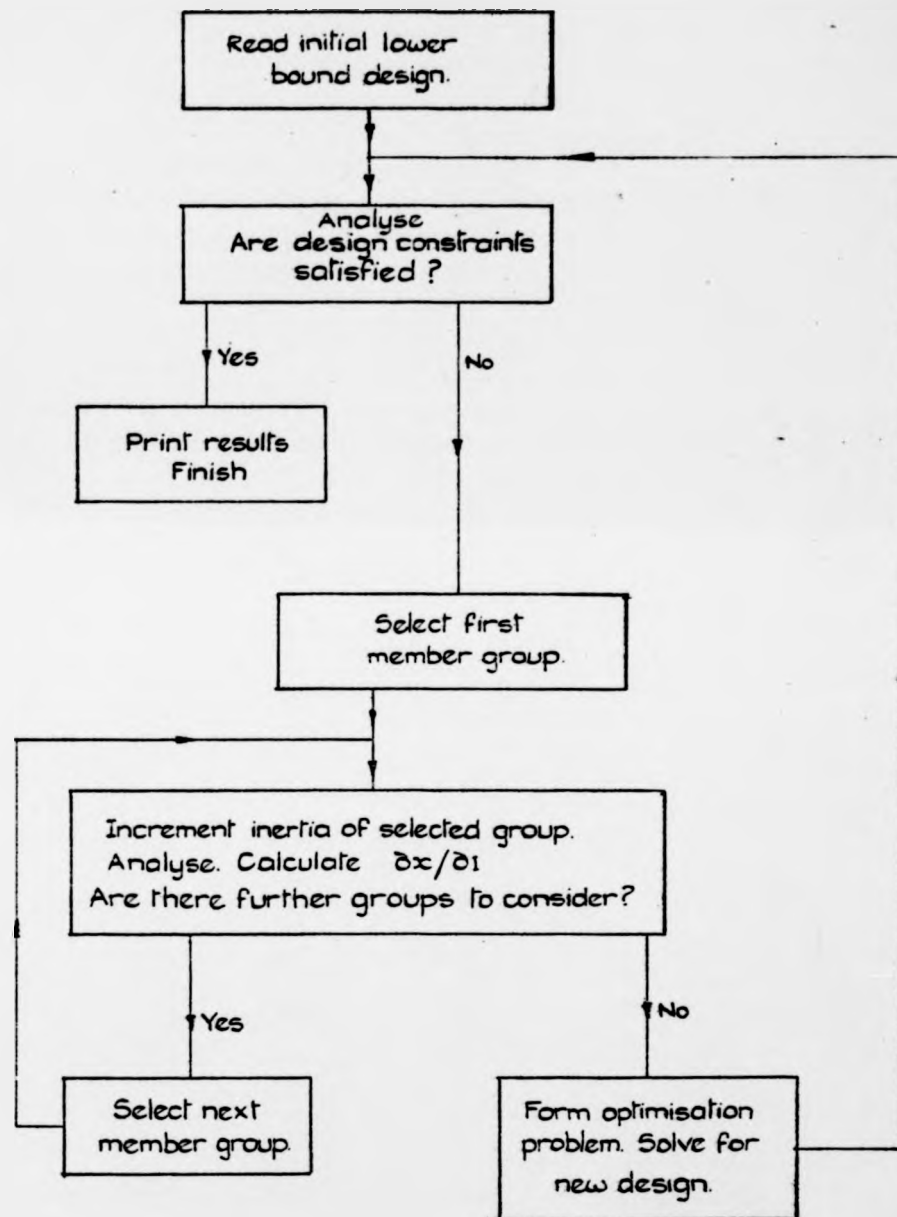 Read initial lower
bound design.
Analyse
Are design constraints
satisfied?
Yes
No
Print results
Finish
Select first
member group.
Increment inertia of selected group.
Analyse. Calculate ∂x/∂I
Are there further groups to consider?
Yes
No
Select next
member group.
Form optimisation
problem. Solve for
new design.